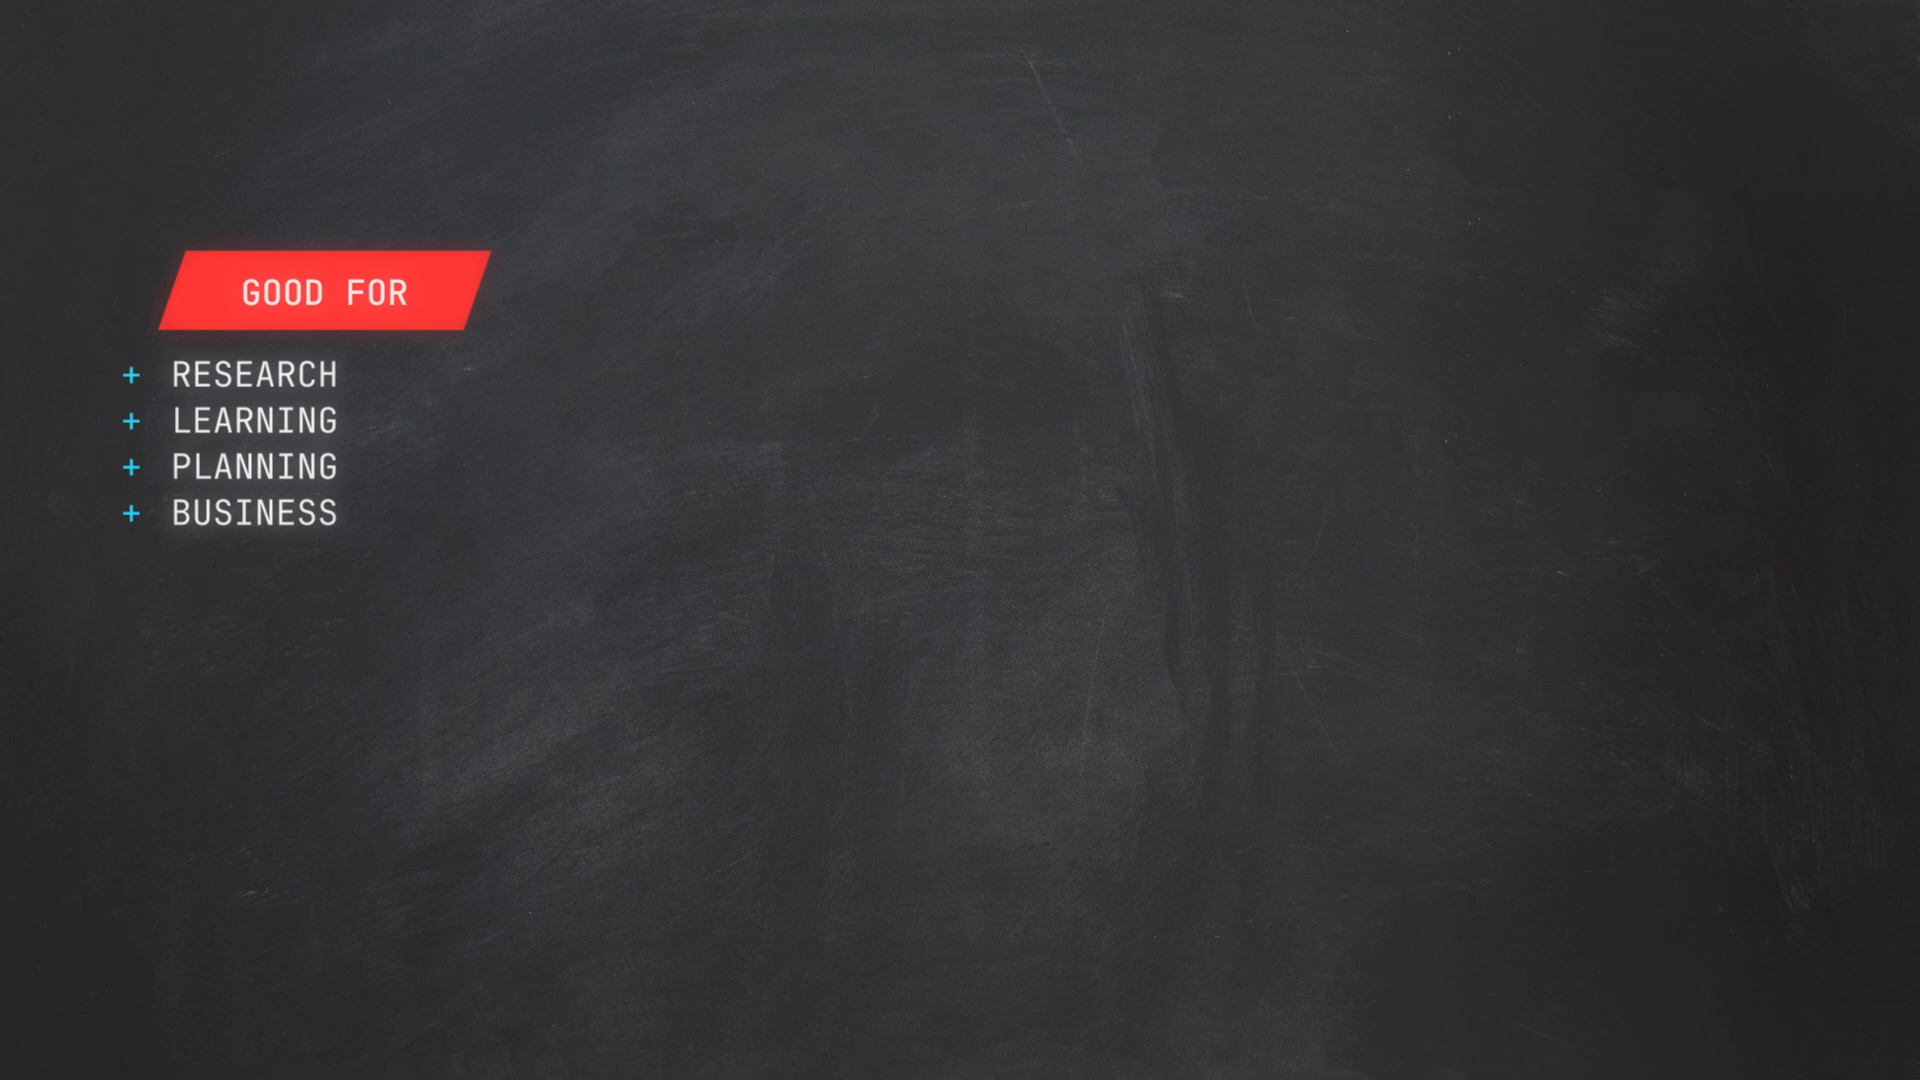 GOOD FOR
+ RESEARCH
+ LEARNING
+ PLANNING
+ BUSINESS